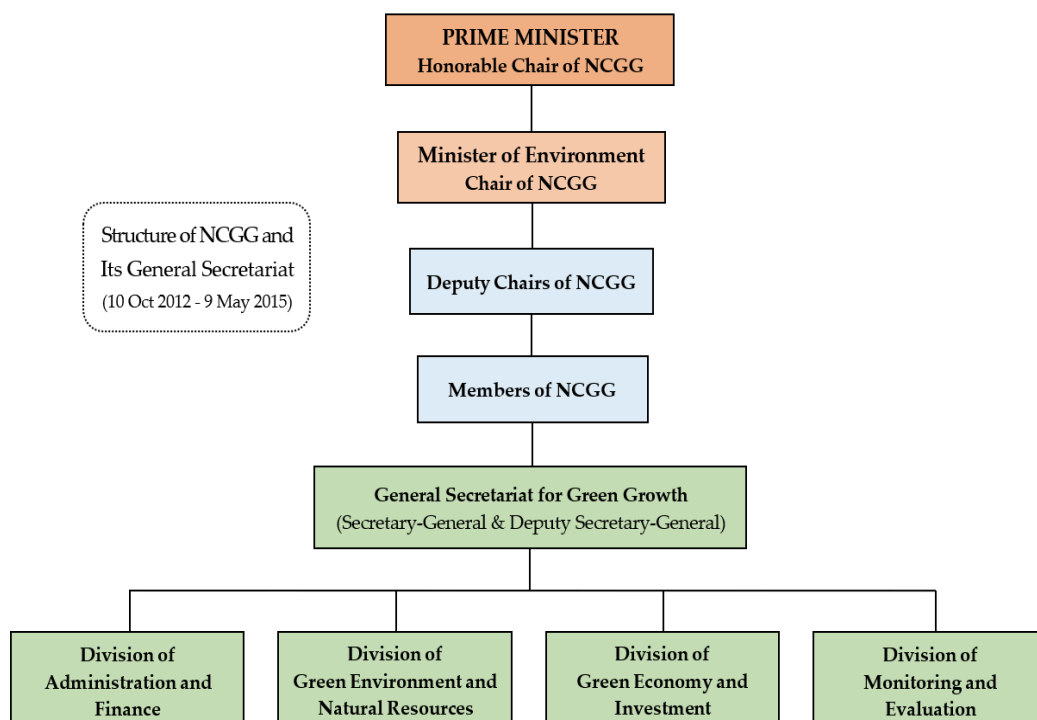 PRIME MINISTER
Honorable Chair of NCGG
Minister of Environment
Chair of NCGG
Structure of NCGG and
Its General Secretariat
(10 Oct 2012 - 9 May 2015)
Deputy Chairs of NCGG
Members of NCGG
General Secretariat for Green Growth
(Secretary-General & Deputy Secretary-General)
Division of
Administration and
Finance
Division of
Green Environment and
Natural Resources
Division of
Green Economy and
Investment
Division of
Monitoring and
Evaluation